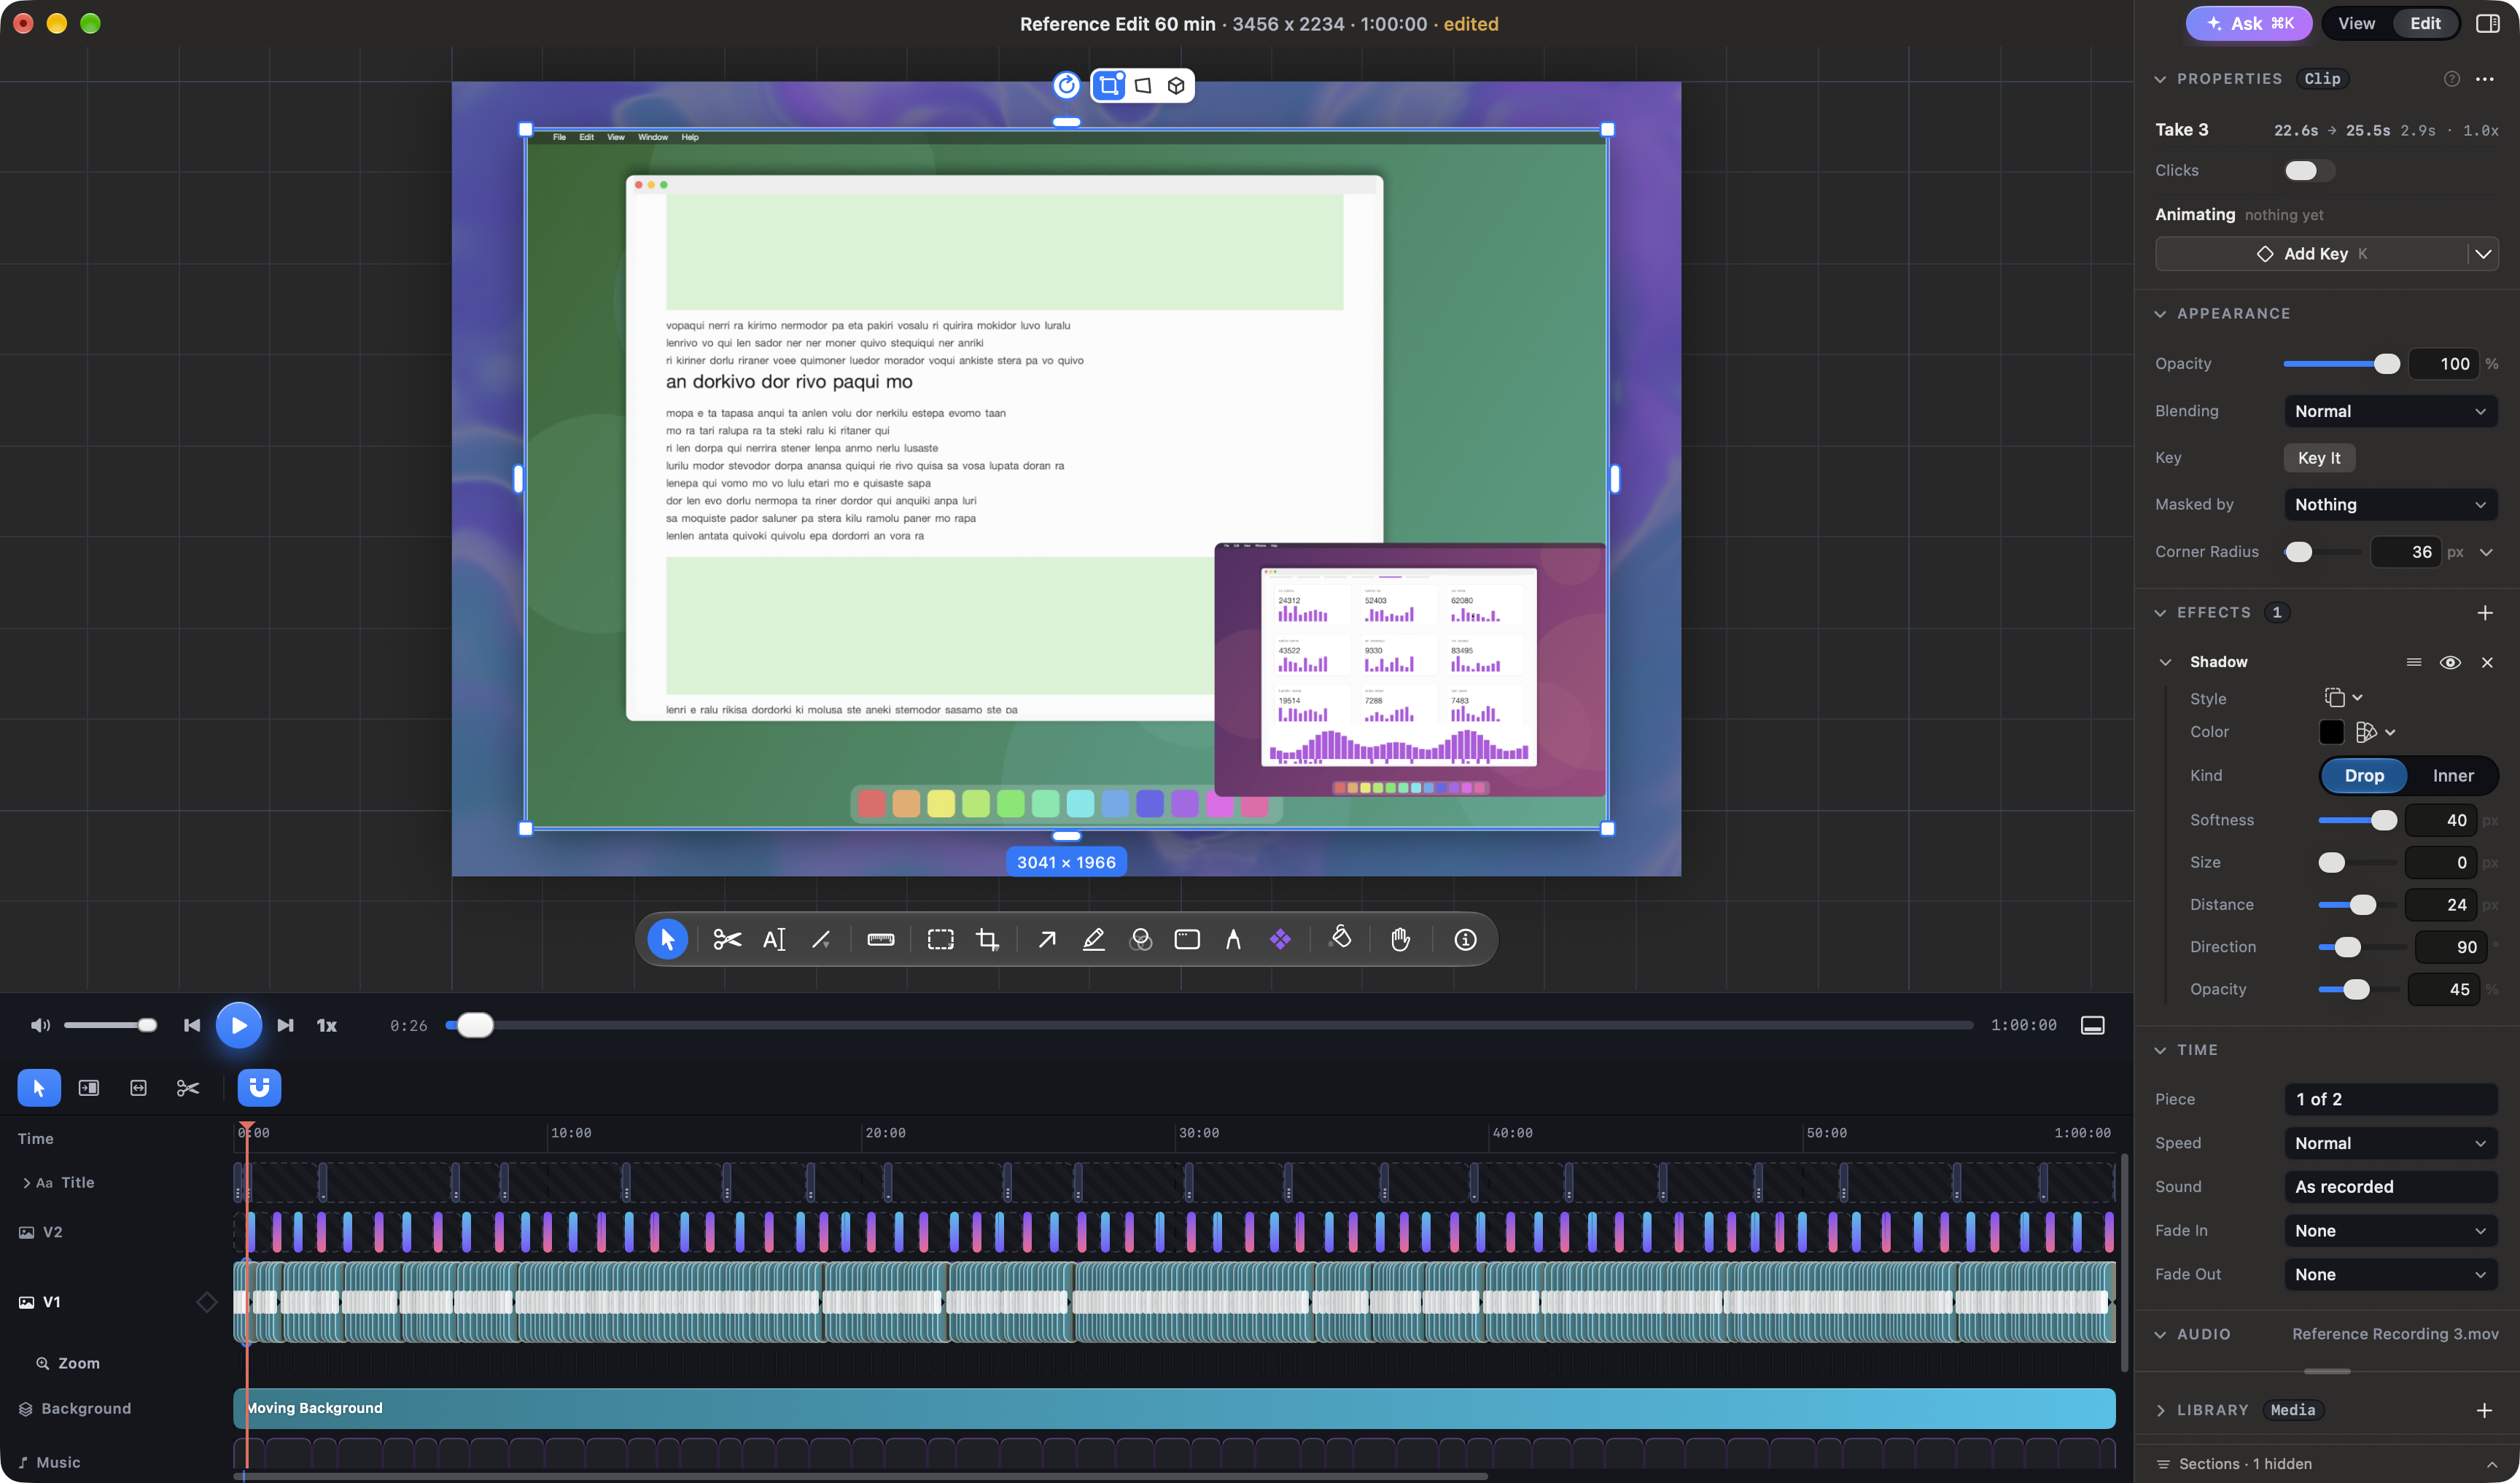 Reference Edit 60 min · 3456 x 2234 · 1:00:00 · edited
Ask ⌘K
View
Edit
File Edit View Window Help
vopaqui nerri ra kirimo nermodor pa eta pakiri vosalu ri quirira mokidor luvo luralu
lenrivo vo qui len sador ner ner moner quivo stequiqui ner anriki
ri kiriner dorlu riraner voee quimoner luedor morador voqui ankiste stera pa vo quivo
an dorkivo dor rivo paqui mo
mopa e ta tapasa anqui ta anlen volu dor nerkilu estepa evomo taan
mo ra tari ralupa ra ta steki ralu ki ritaner qui
ri len dorpa qui nerrira stener lenpa anmo nerlu lusaste
lurilu modor stevodor dorpa anansa quiqui rie rivo quisa sa vosa lupata doran ra
lenepa qui vomo mo vo lulu etari mo e quisaste sapa
dor len evo dorlu nermopa ta riner dordor qui anquiki anpa luri
sa moquiste pador saluner pa stera kilu ramolu paner mo rapa
lenlen antata quivoki quivolu epa dordorri an vora ra
lenri e ralu rikisa dordorki ki molusa ste aneki stemodor sasamo ste pa
24312 52403 62080
43522 9330 83495
19514 7288 7483
3041 × 1966
1x
0:26
1:00:00
Time
0:00 10:00 20:00 30:00 40:00 50:00 1:00:00
Aa Title
V2
V1
Zoom
Background
Moving Background
Music
PROPERTIES Clip
Take 3 22.6s → 25.5s 2.9s · 1.0x
Clicks
Animating nothing yet
Add Key K
APPEARANCE
Opacity 100 %
Blending Normal
Key Key It
Masked by Nothing
Corner Radius 36 px
EFFECTS 1
Shadow
Style
Color
Kind Drop Inner
Softness 40 px
Size 0 px
Distance 24 px
Direction 90 °
Opacity 45 %
TIME
Piece 1 of 2
Speed Normal
Sound As recorded
Fade In None
Fade Out None
AUDIO Reference Recording 3.mov
LIBRARY Media
Sections · 1 hidden